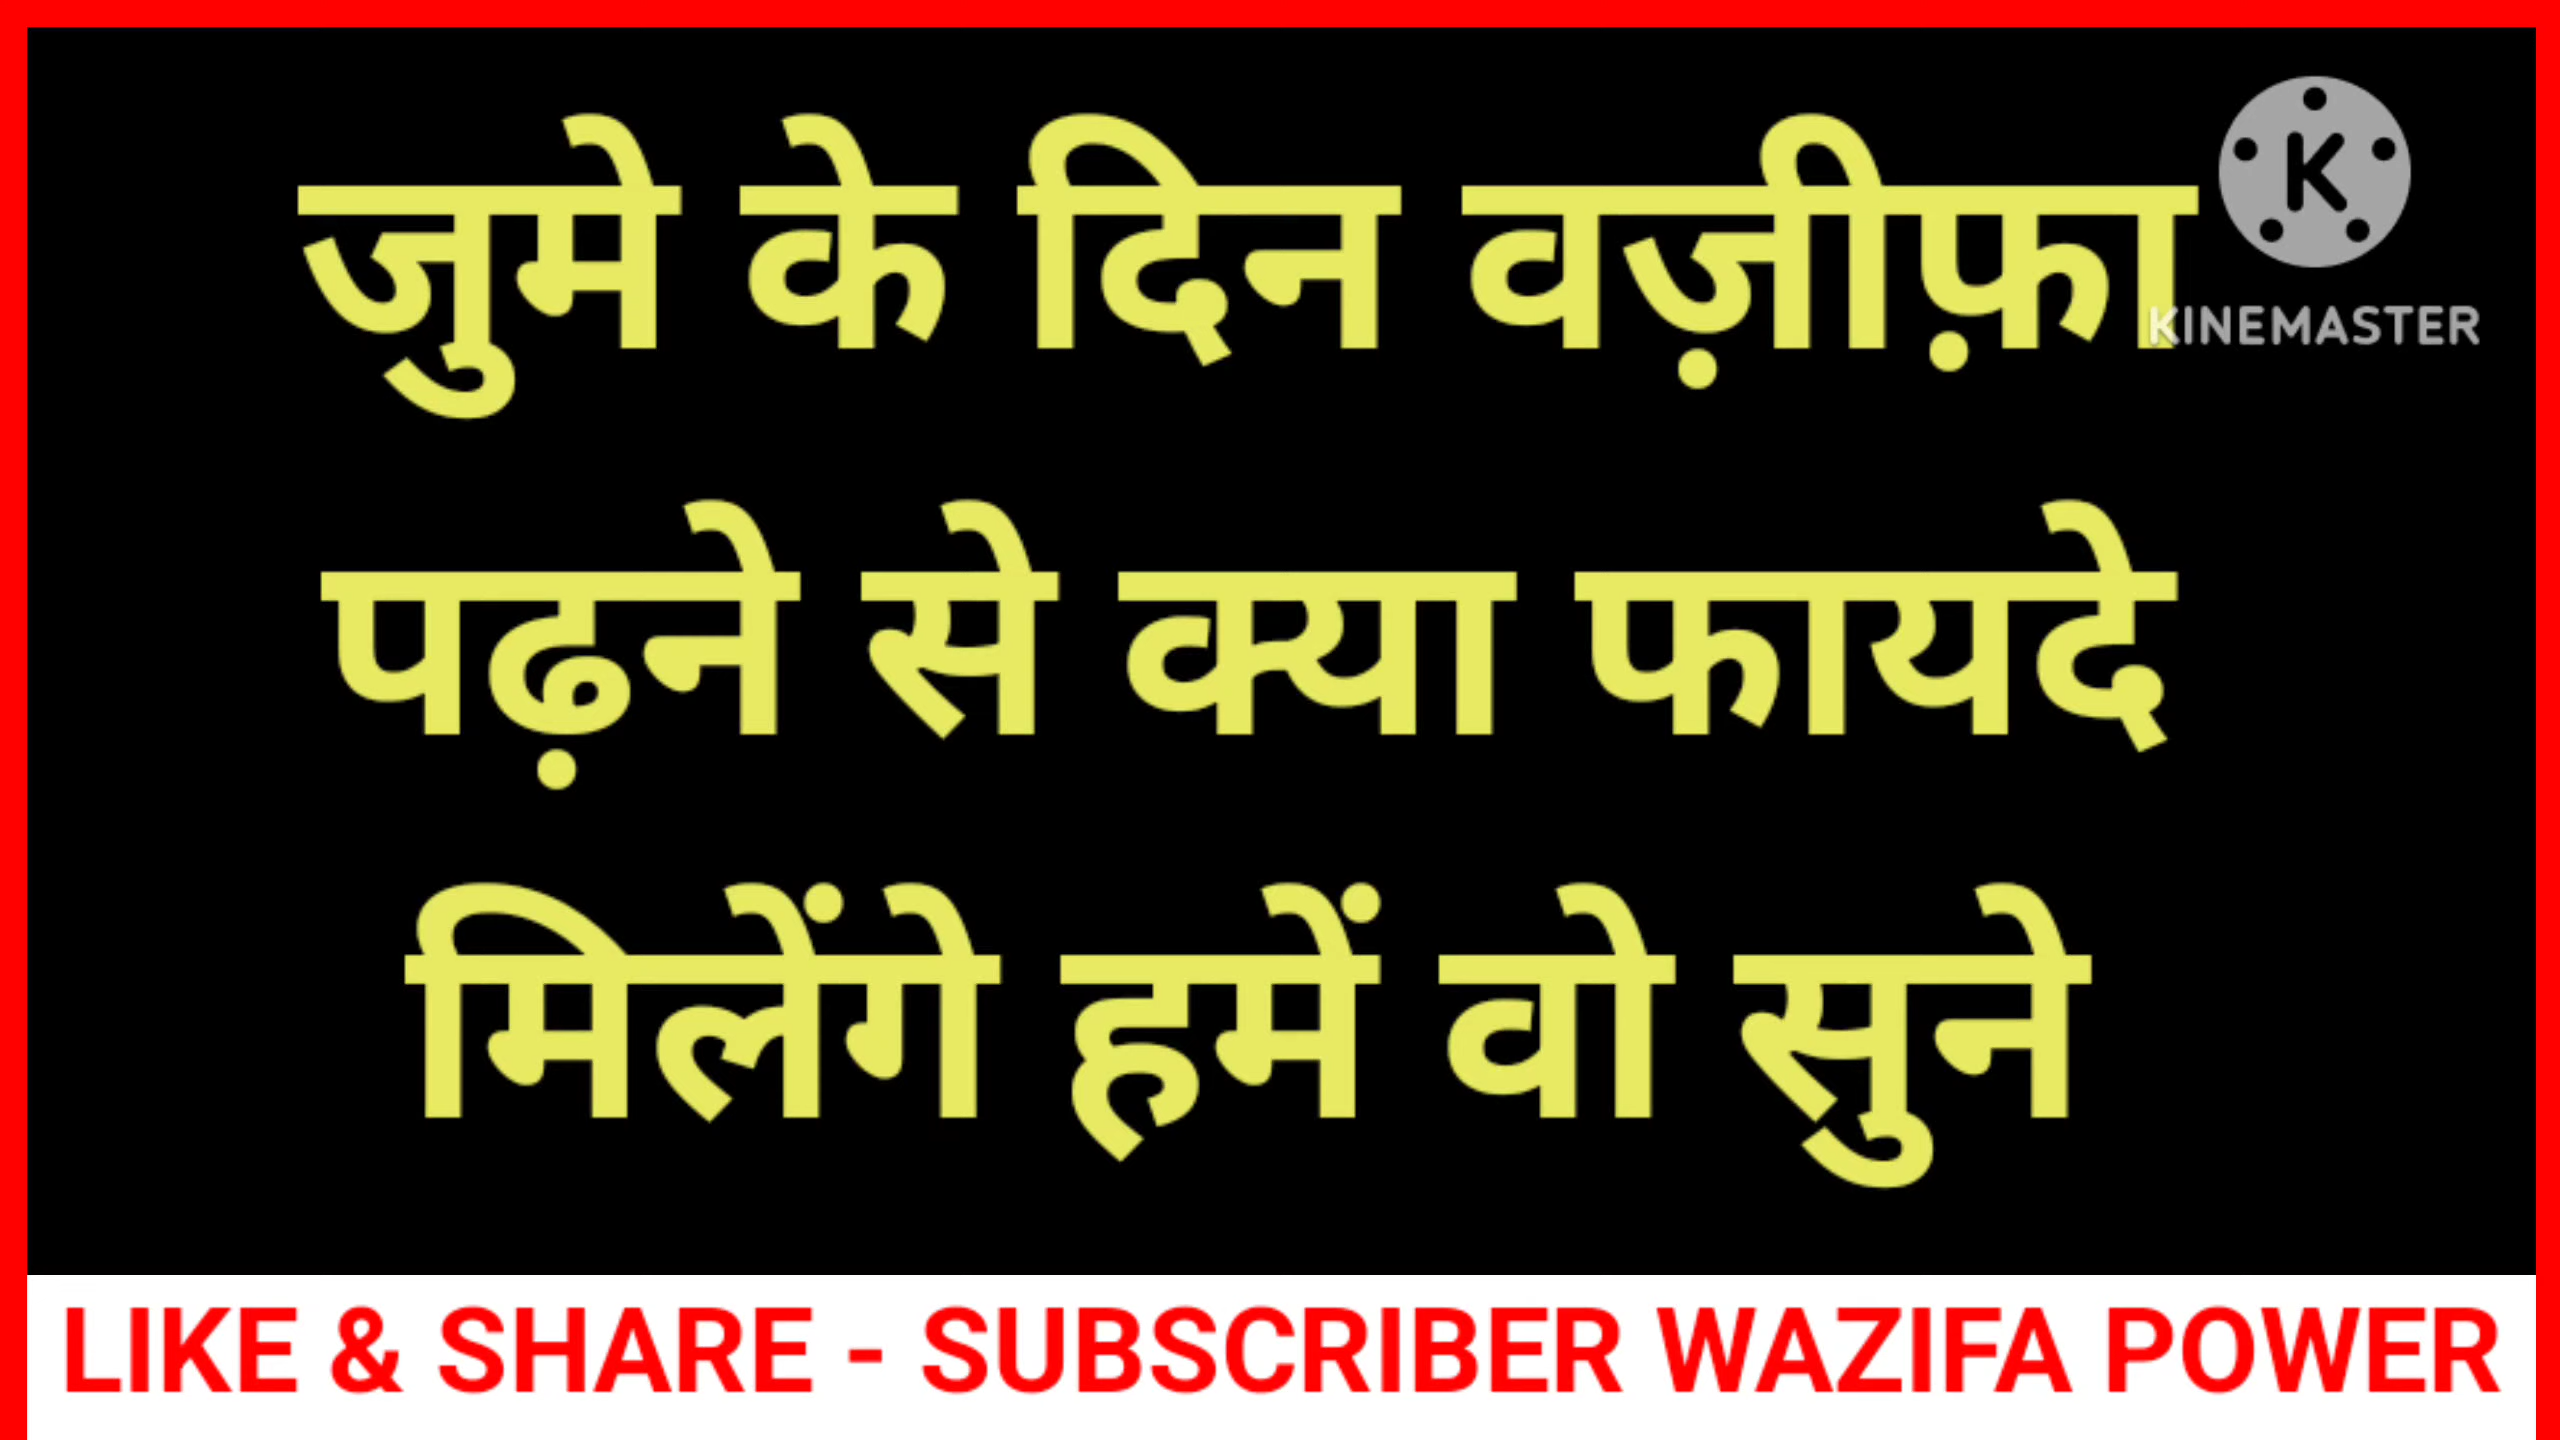 जुमे के दिन वज़ीफ़ा
K
KINEMASTER
पढ़ने से क्या फायदे
मिलेंगे हमें वो सुने
LIKE & SHARE - SUBSCRIBER WAZIFA POWER